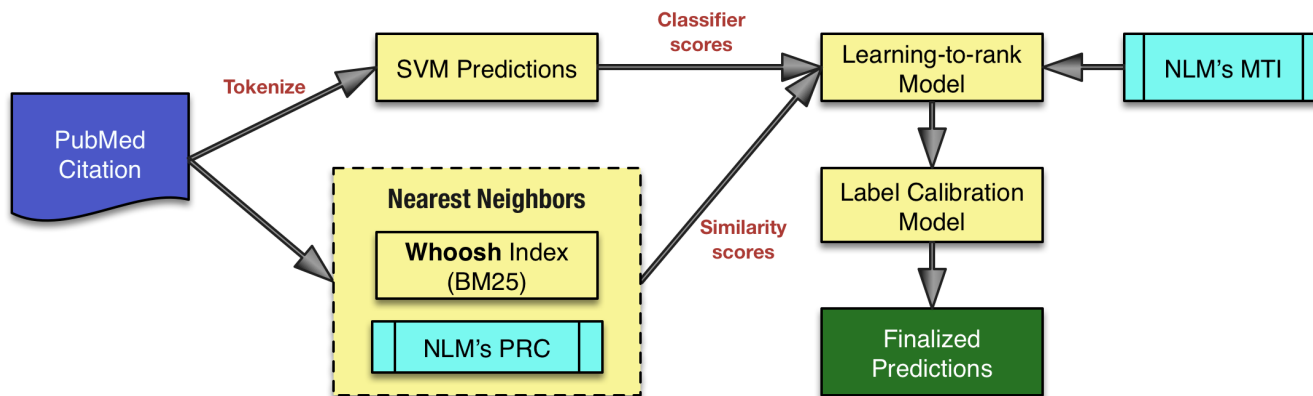 PubMed
Citation
Tokenize
SVM Predictions
Classifier
scores
Nearest Neighbors
Whoosh Index
(BM25)
NLM's PRC
Similarity
scores
Learning-to-rank
Model
NLM's MTI
Label Calibration
Model
Finalized
Predictions